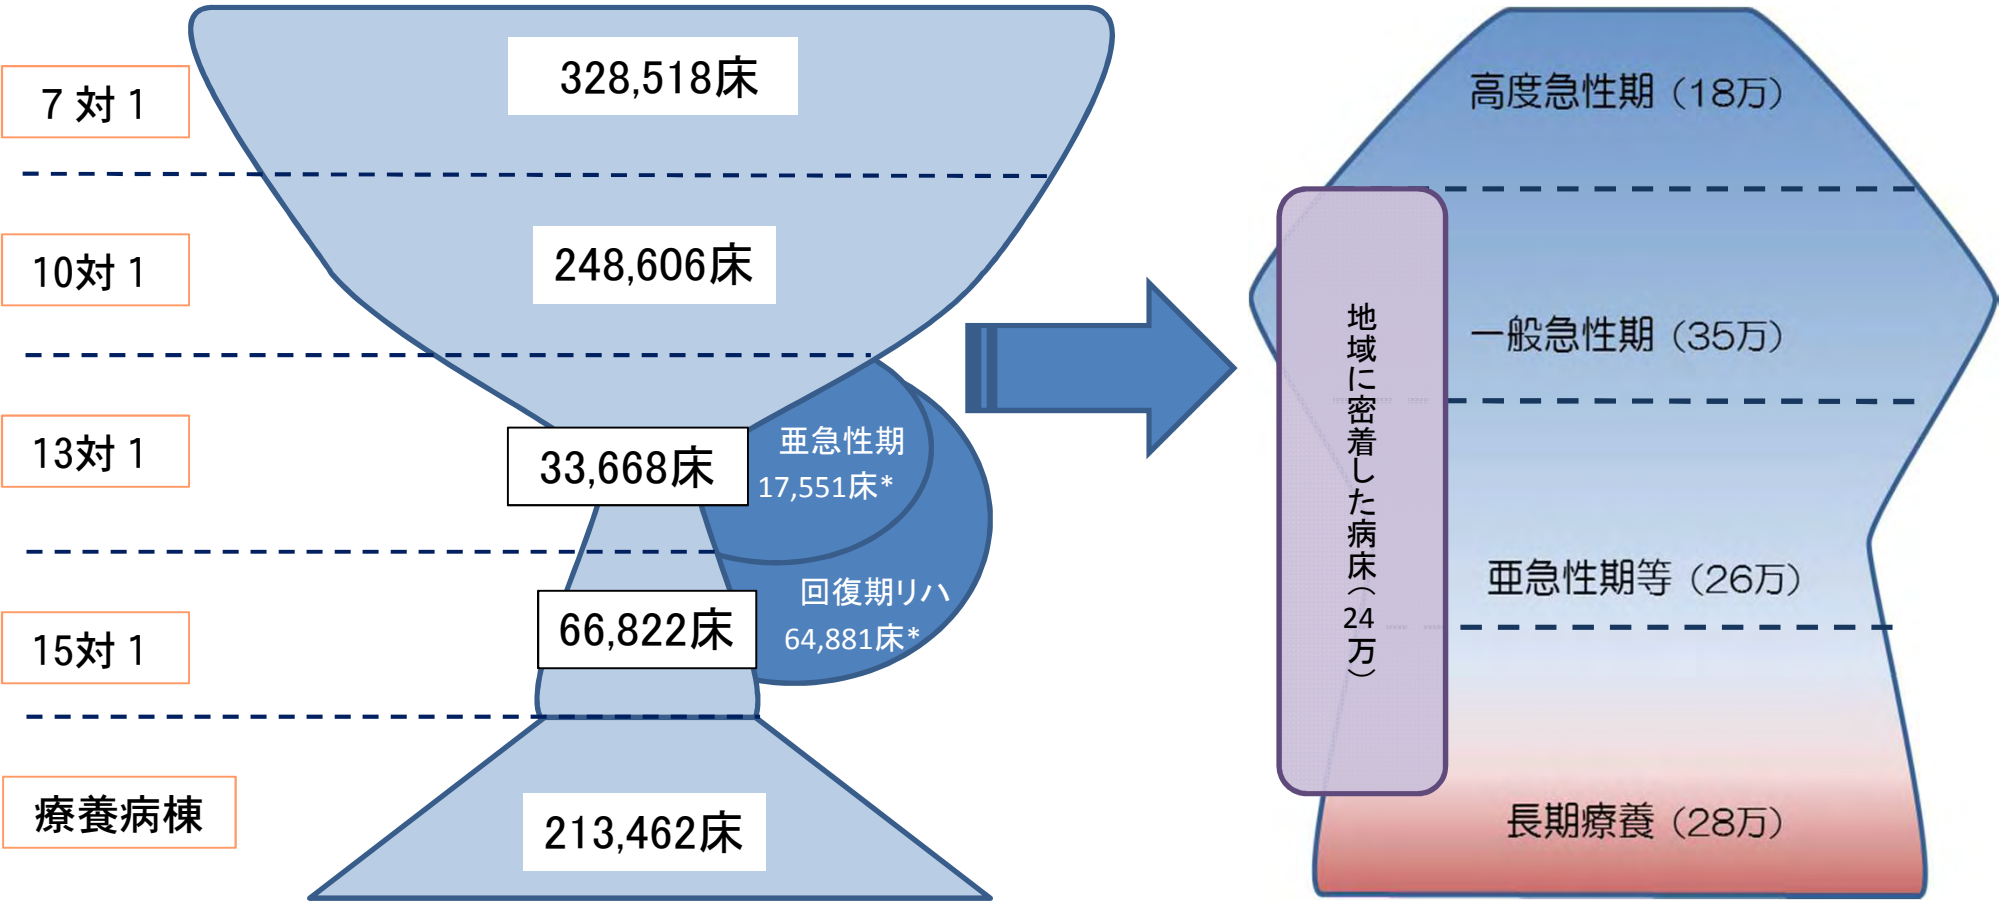 7対1
328,518床
10対1
248,606床
13対1
33,668床
亜急性期
17,551床*
15対1
66,822床
回復期リハ
64,881床*
療養病棟
213,462床
高度急性期（18万）
一般急性期（35万）
亜急性期等（26万）
長期療養（28万）
地域に密着した病床（24万）